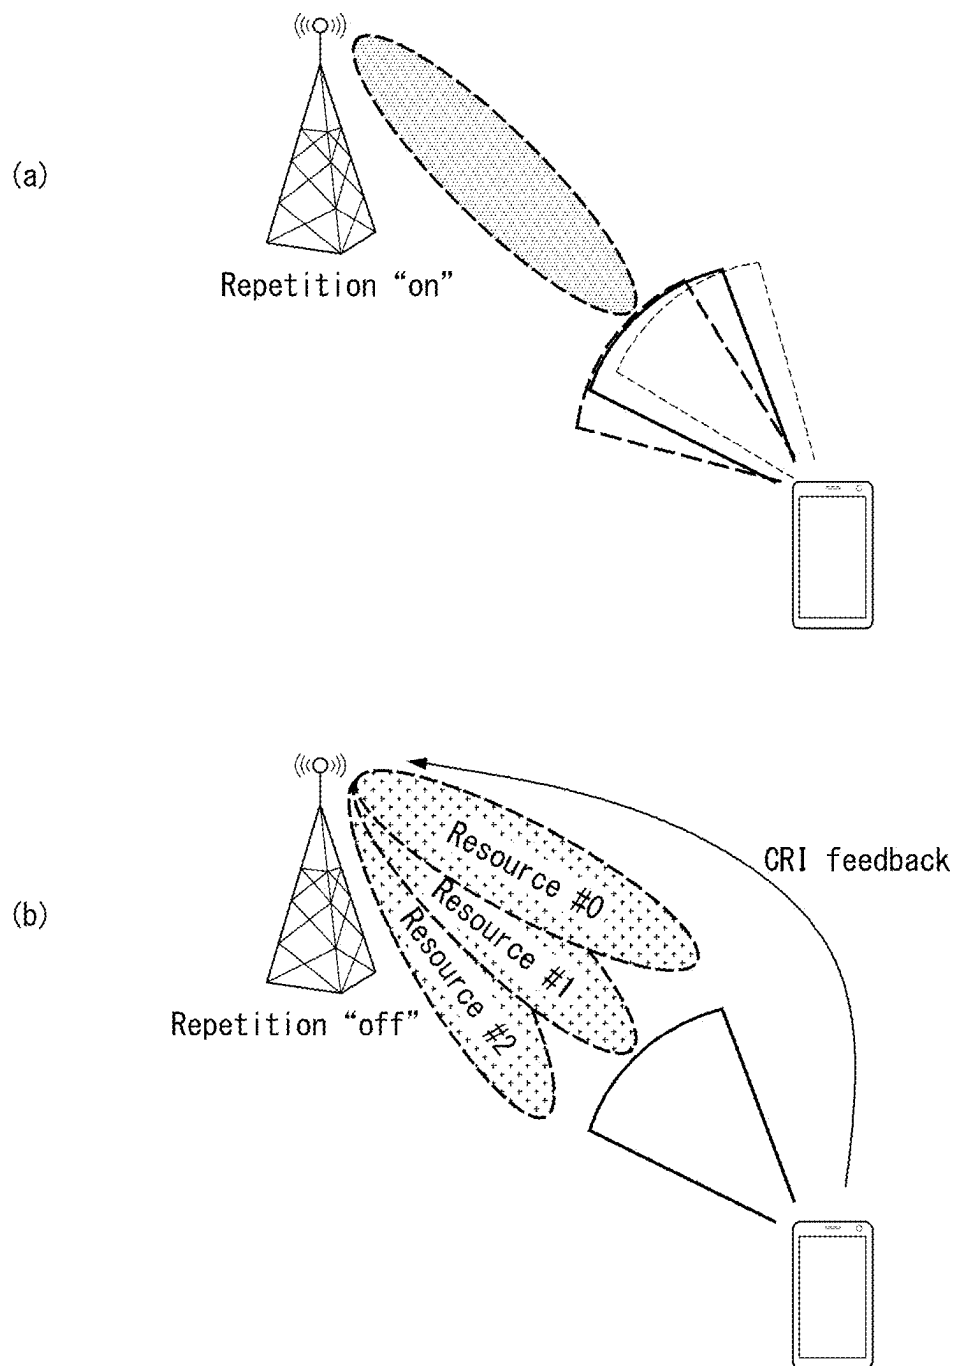 (a)
Repetition “on”
(b)
Resource #0
Resource #1
Resource #2
CRI feedback
Repetition “off”